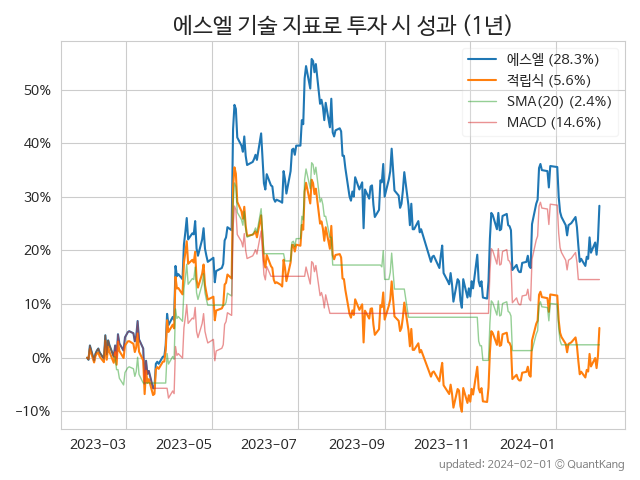 에스엘 기술 지표로 투자 시 성과 (1년)
에스엘 (28.3%)
적립식 (5.6%)
SMA(20) (2.4%)
MACD (14.6%)
50%
40%
30%
20%
10%
0%
−10%
2023-03 2023-05 2023-07 2023-09 2023-11 2024-01
updated: 2024-02-01 © QuantKang